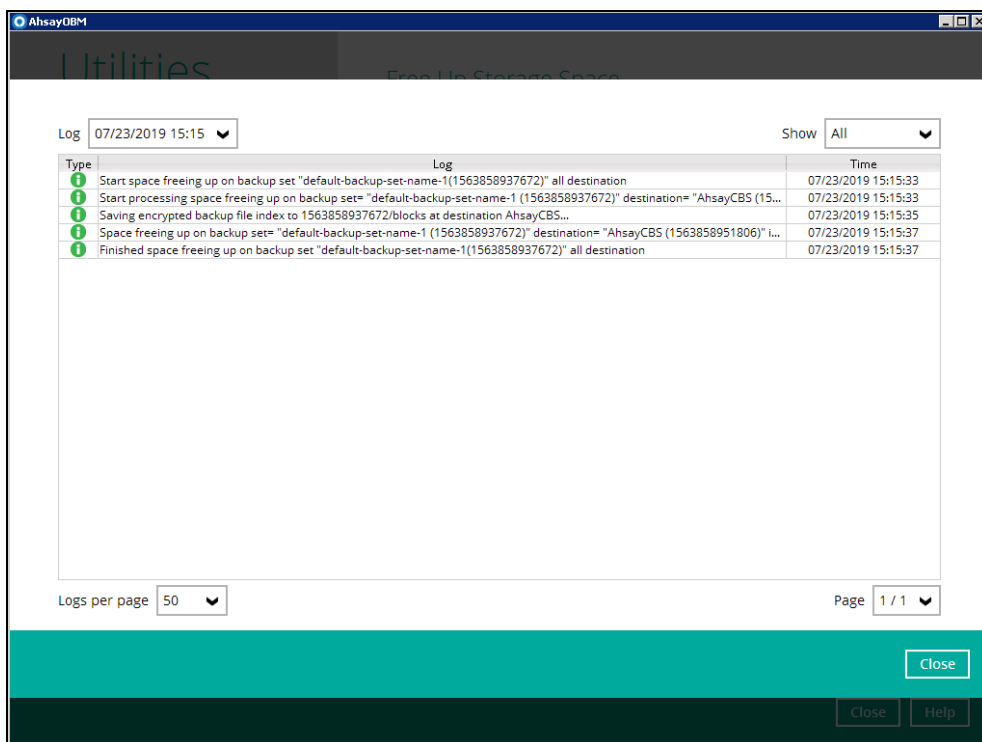 AhsayOBM
Utilities
Free Up Storage Space
Log 07/23/2019 15:15 Show All
Type Log Time
Start space freeing up on backup set "default-backup-set-name-1(1563858937672)" all destination 07/23/2019 15:15:33
Start processing space freeing up on backup set= "default-backup-set-name-1 (1563858937672)" destination= "AhsayCBS (15... 07/23/2019 15:15:33
Saving encrypted backup file index to 1563858937672/blocks at destination AhsayCBS... 07/23/2019 15:15:35
Space freeing up on backup set= "default-backup-set-name-1 (1563858937672)" destination= "AhsayCBS (1563858951806)" i... 07/23/2019 15:15:37
Finished space freeing up on backup set "default-backup-set-name-1(1563858937672)" all destination 07/23/2019 15:15:37
Logs per page 50 Page 1 / 1
Close
Close Help